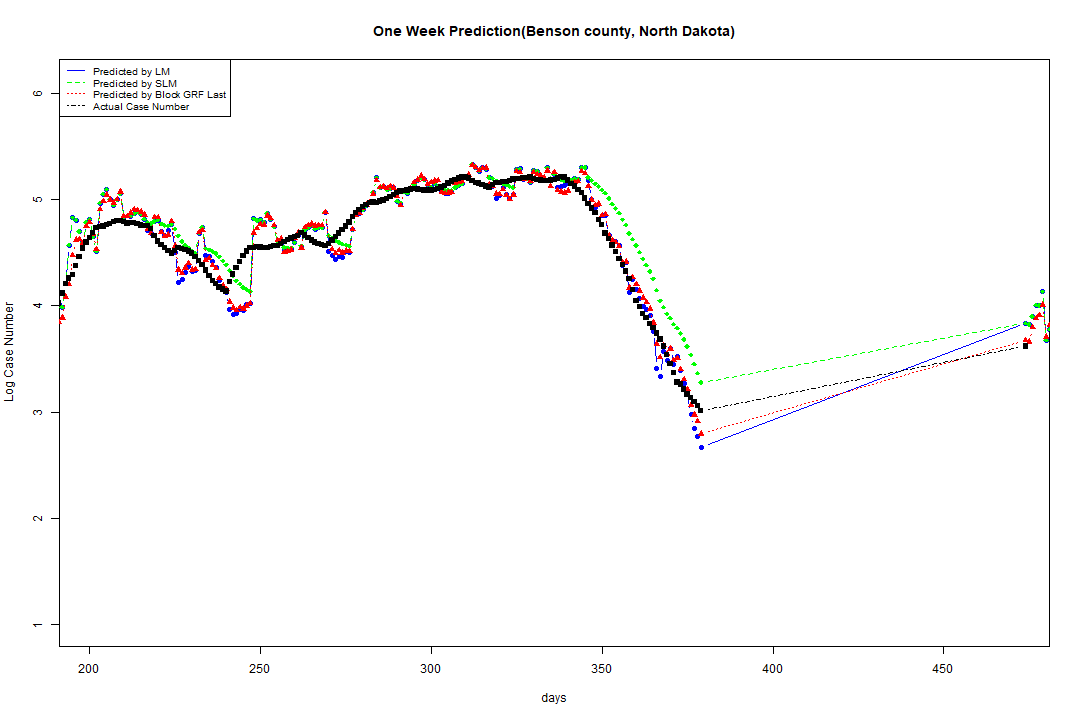 One Week Prediction(Benson county, North Dakota)
Predicted by LM
Predicted by SLM
Predicted by Block GRF Last
Actual Case Number
6
5
4
3
2
1
Log Case Number
200 250 300 350 400 450
days